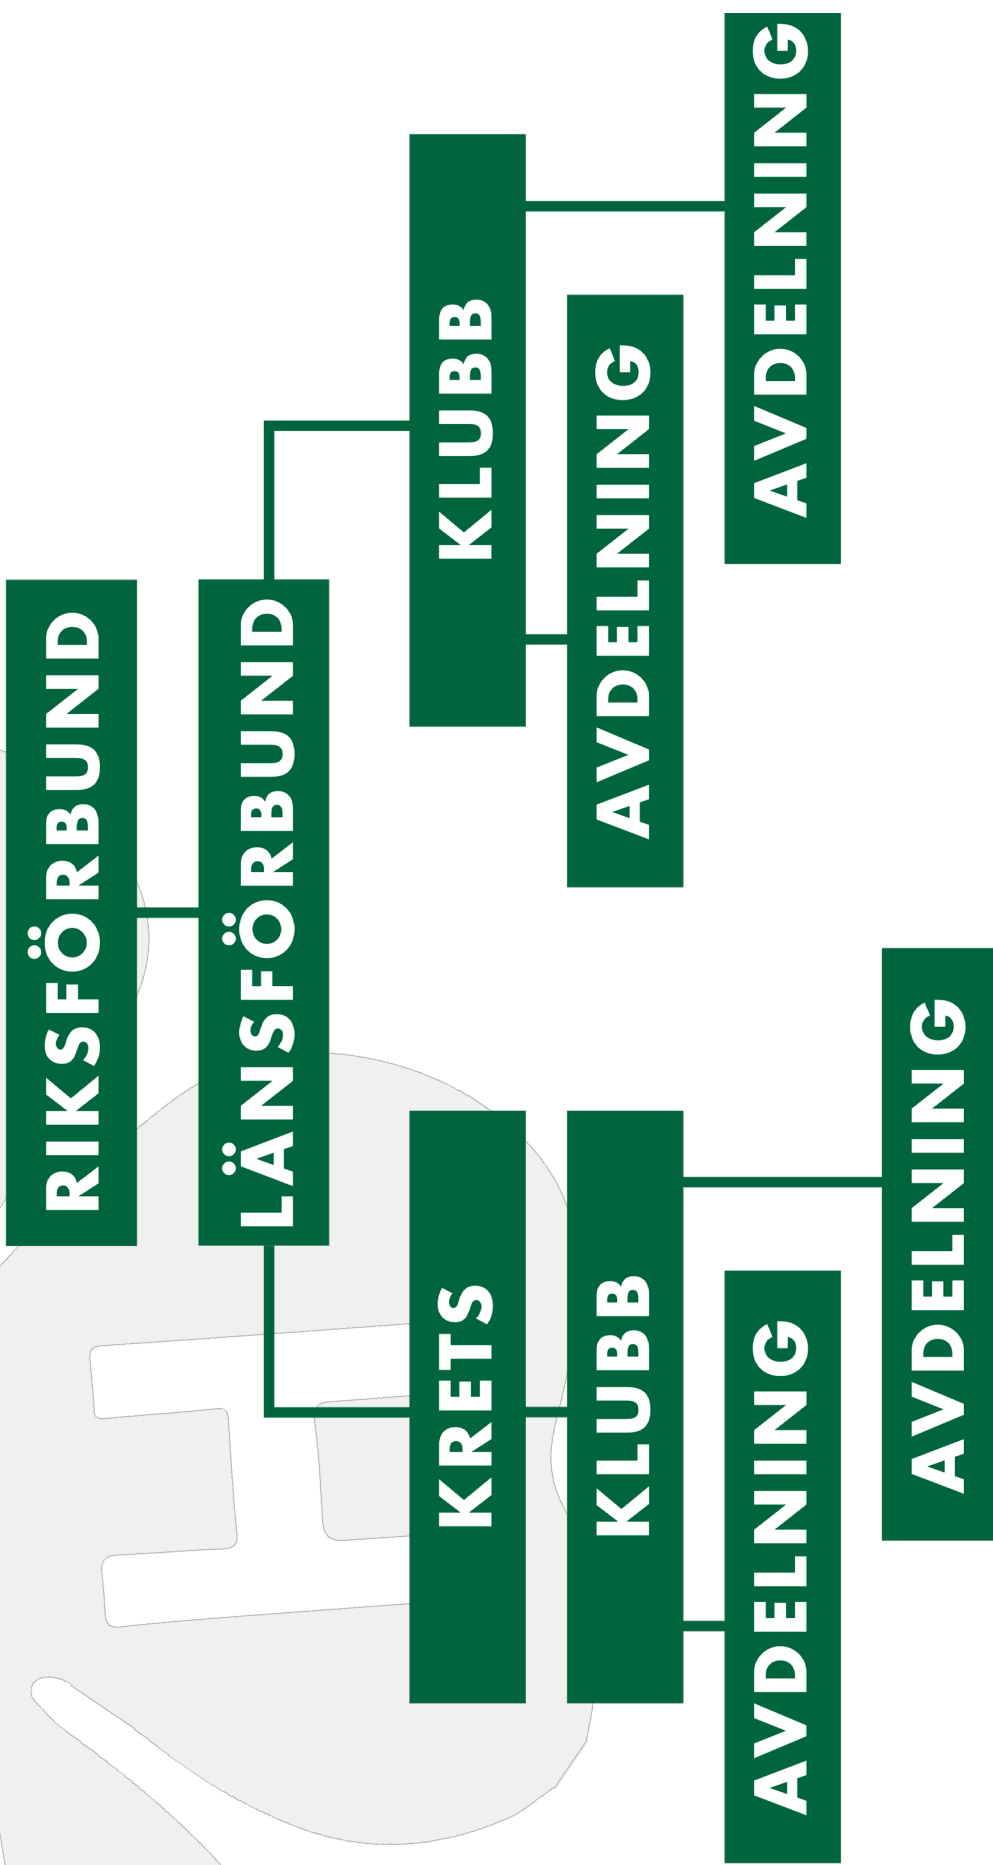 RIKSFÖRBUND
LÄNSFÖRBUND
KRETS
KLUBB
KLUBB
AVDELNING
AVDELNING
AVDELNING
AVDELNING